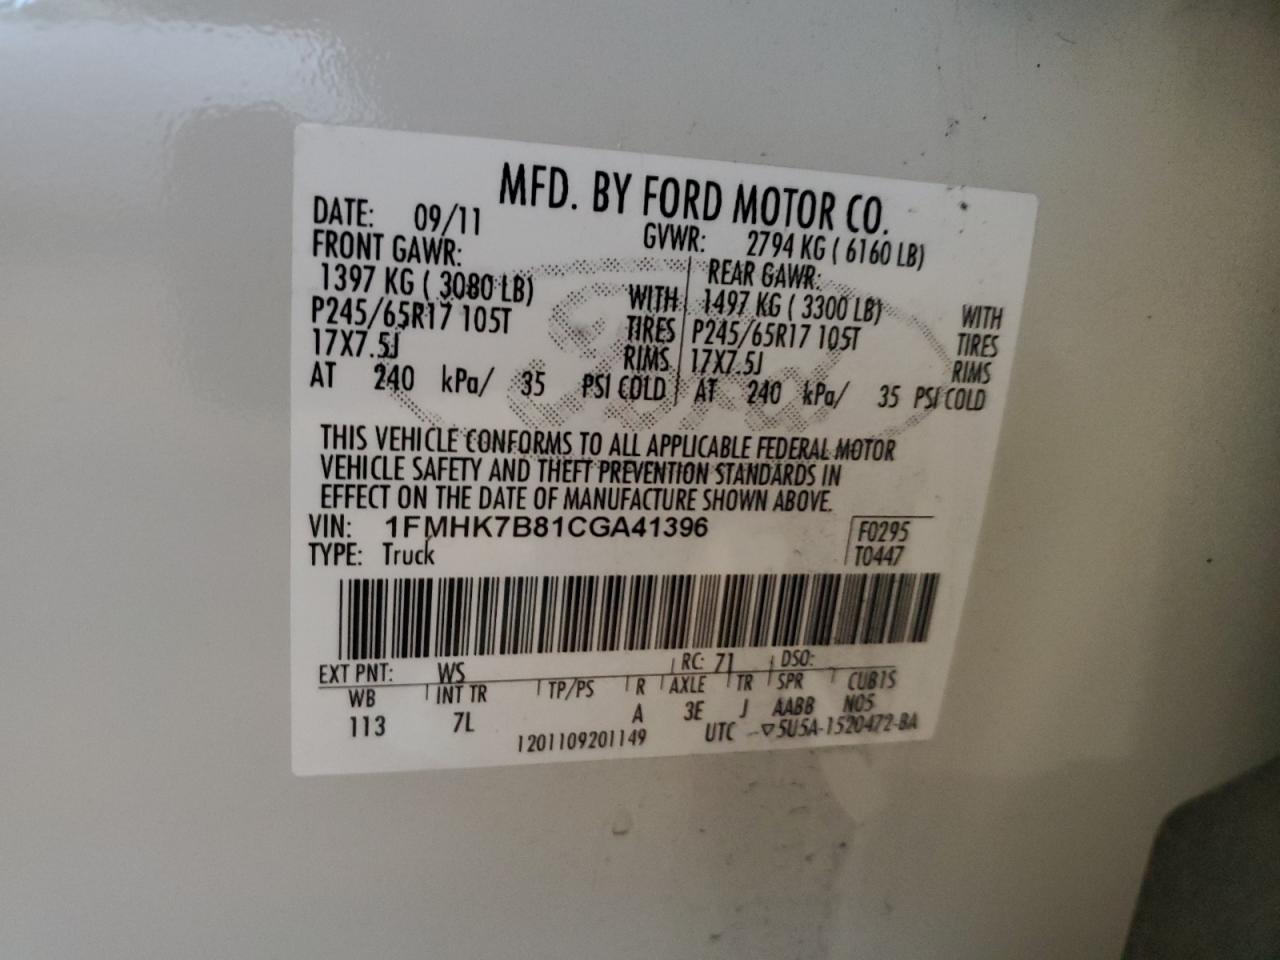 MFD. BY FORD MOTOR CO.
DATE: 09/11 GVWR: 2794 KG ( 6160 LB)
FRONT GAWR: REAR GAWR:
1397 KG ( 3080 LB) WITH 1497 KG ( 3300 LB) WITH
P245/65R17 105T TIRES P245/65R17 105T TIRES
17X7.5J RIMS 17X7.5J RIMS
AT 240 kPa/ 35 PSI COLD AT 240 kPa/ 35 PSI COLD
Ford
THIS VEHICLE CONFORMS TO ALL APPLICABLE FEDERAL MOTOR
VEHICLE SAFETY AND THEFT PREVENTION STANDARDS IN
EFFECT ON THE DATE OF MANUFACTURE SHOWN ABOVE.
VIN: 1FMHK7B81CGA41396 F0295
TYPE: Truck T0447
EXT PNT: WS RC: 71 DSO:
WB INT TR TP/PS R AXLE TR SPR CUB1S
113 7L A 3E J AABB N05
1201109201149 UTC ▽5U5A-1520472-BA